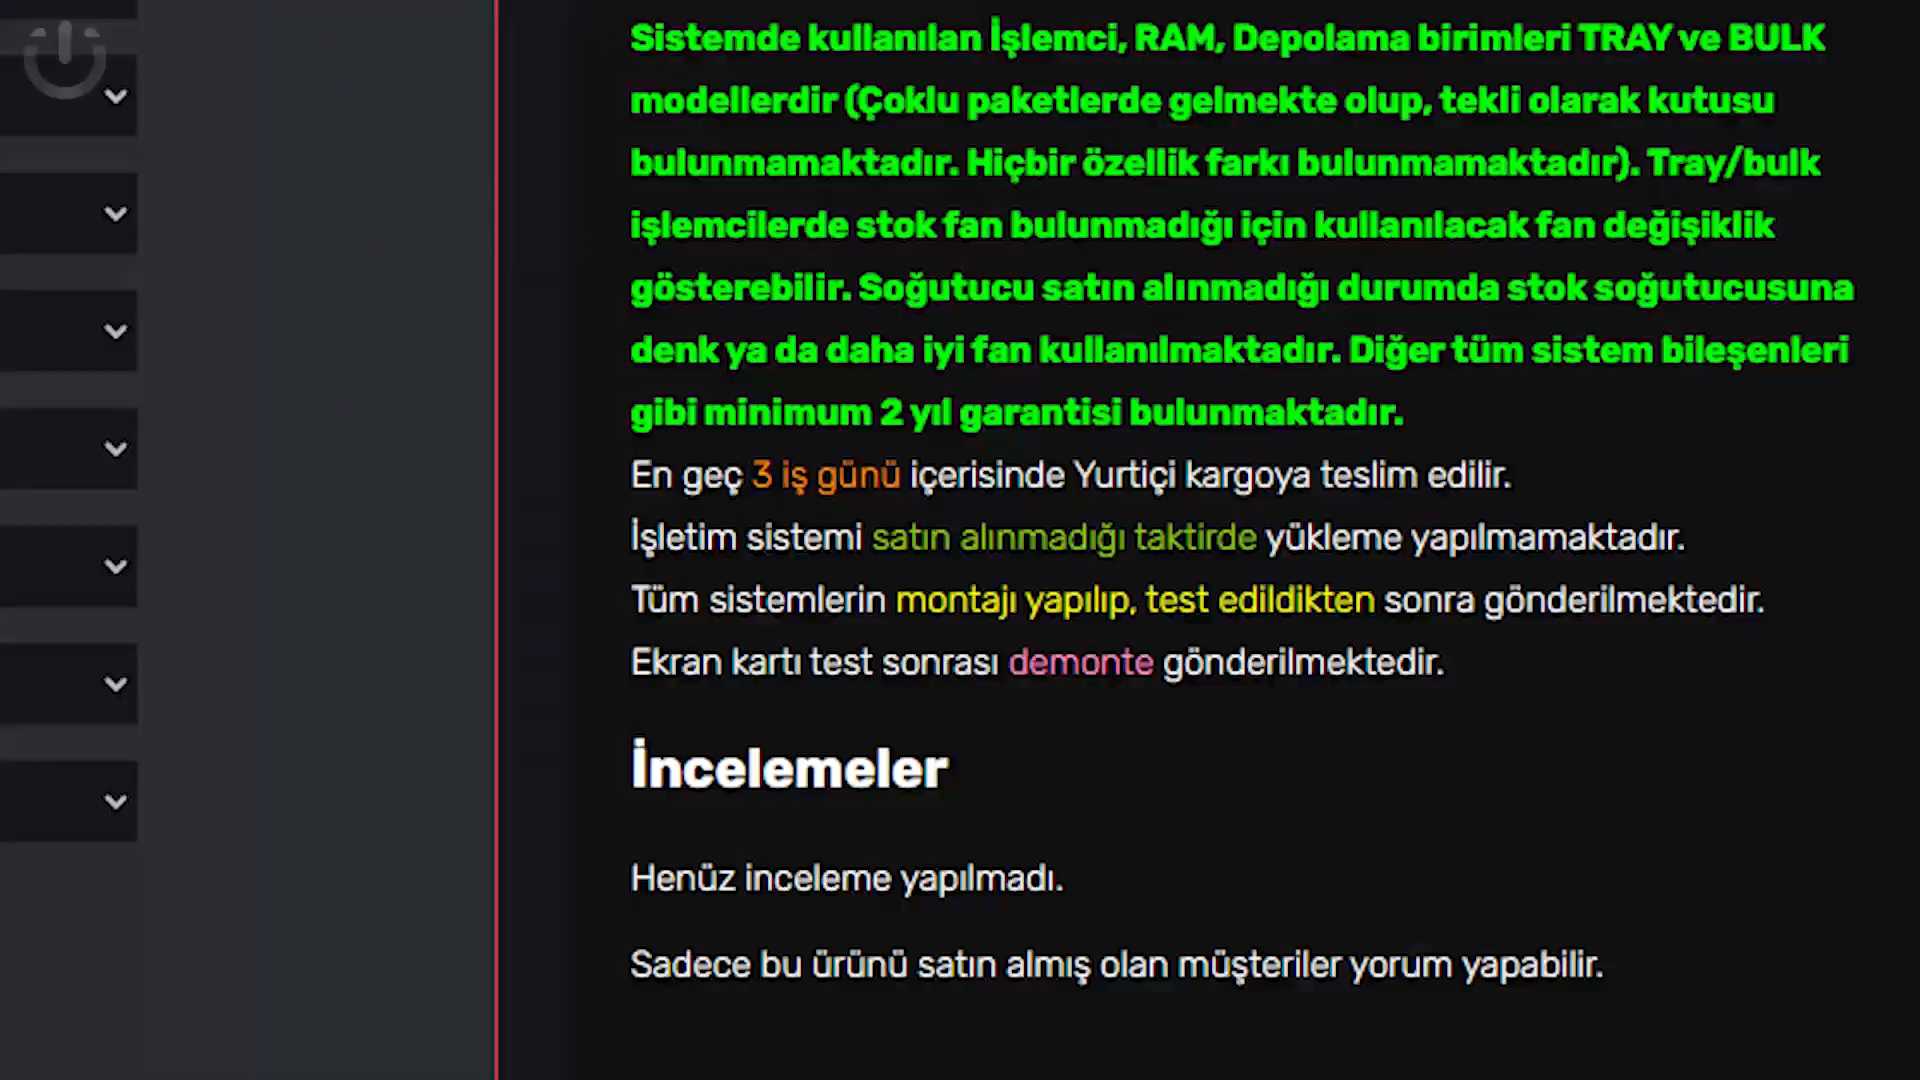 Sistemde kullanılan İşlemci, RAM, Depolama birimleri TRAY ve BULK
modellerdir (Çoklu paketlerde gelmekte olup, tekli olarak kutusu
bulunmamaktadır. Hiçbir özellik farkı bulunmamaktadır). Tray/bulk
işlemcilerde stok fan bulunmadığı için kullanılacak fan değişiklik
gösterebilir. Soğutucu satın alınmadığı durumda stok soğutucusuna
denk ya da daha iyi fan kullanılmaktadır. Diğer tüm sistem bileşenleri
gibi minimum 2 yıl garantisi bulunmaktadır.
En geç 3 iş günü içerisinde Yurtiçi kargoya teslim edilir.
İşletim sistemi satın alınmadığı taktirde yükleme yapılmamaktadır.
Tüm sistemlerin montajı yapılıp, test edildikten sonra gönderilmektedir.
Ekran kartı test sonrası demonte gönderilmektedir.
İncelemeler
Henüz inceleme yapılmadı.
Sadece bu ürünü satın almış olan müşteriler yorum yapabilir.